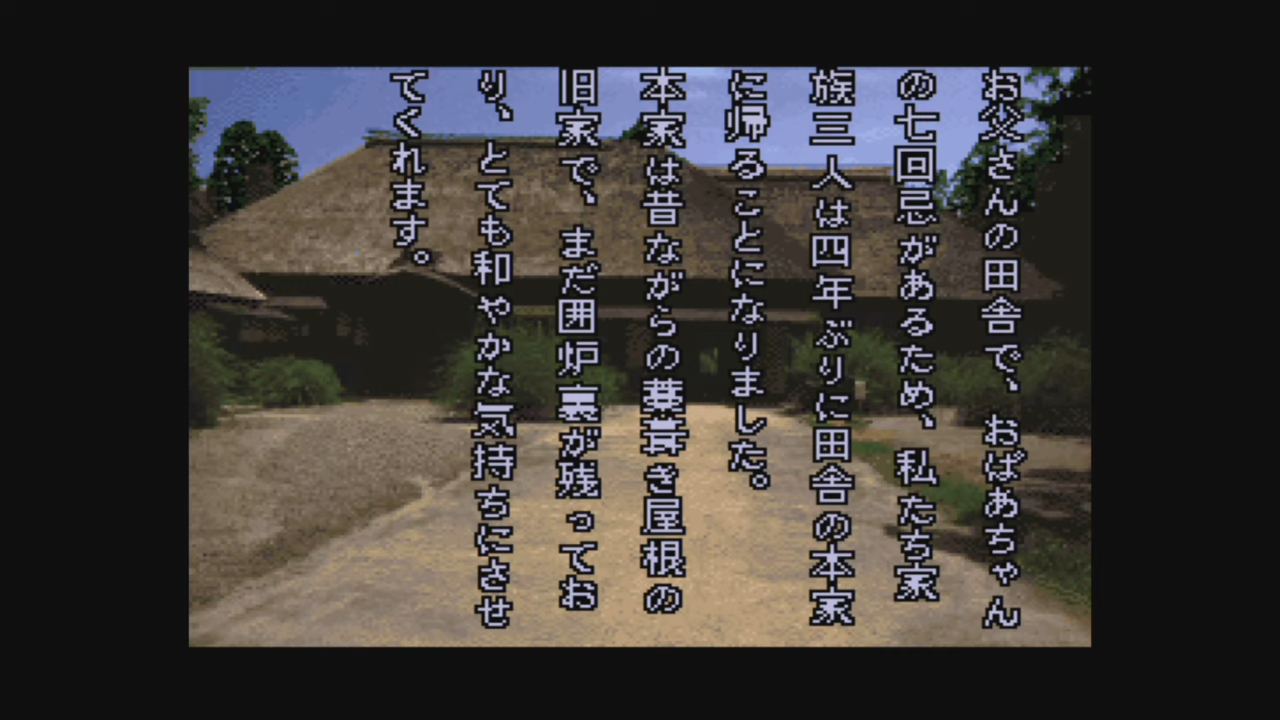 お父さんの田舎で、おばあちゃん
の七回忌があるため、私たち家
族三人は四年ぶりに田舎の本家
に帰ることになりました。
本家は昔ながらの藁葺き屋根の
旧家で、まだ囲炉裏が残ってお
り、とても和やかな気持ちにさせ
てくれます。